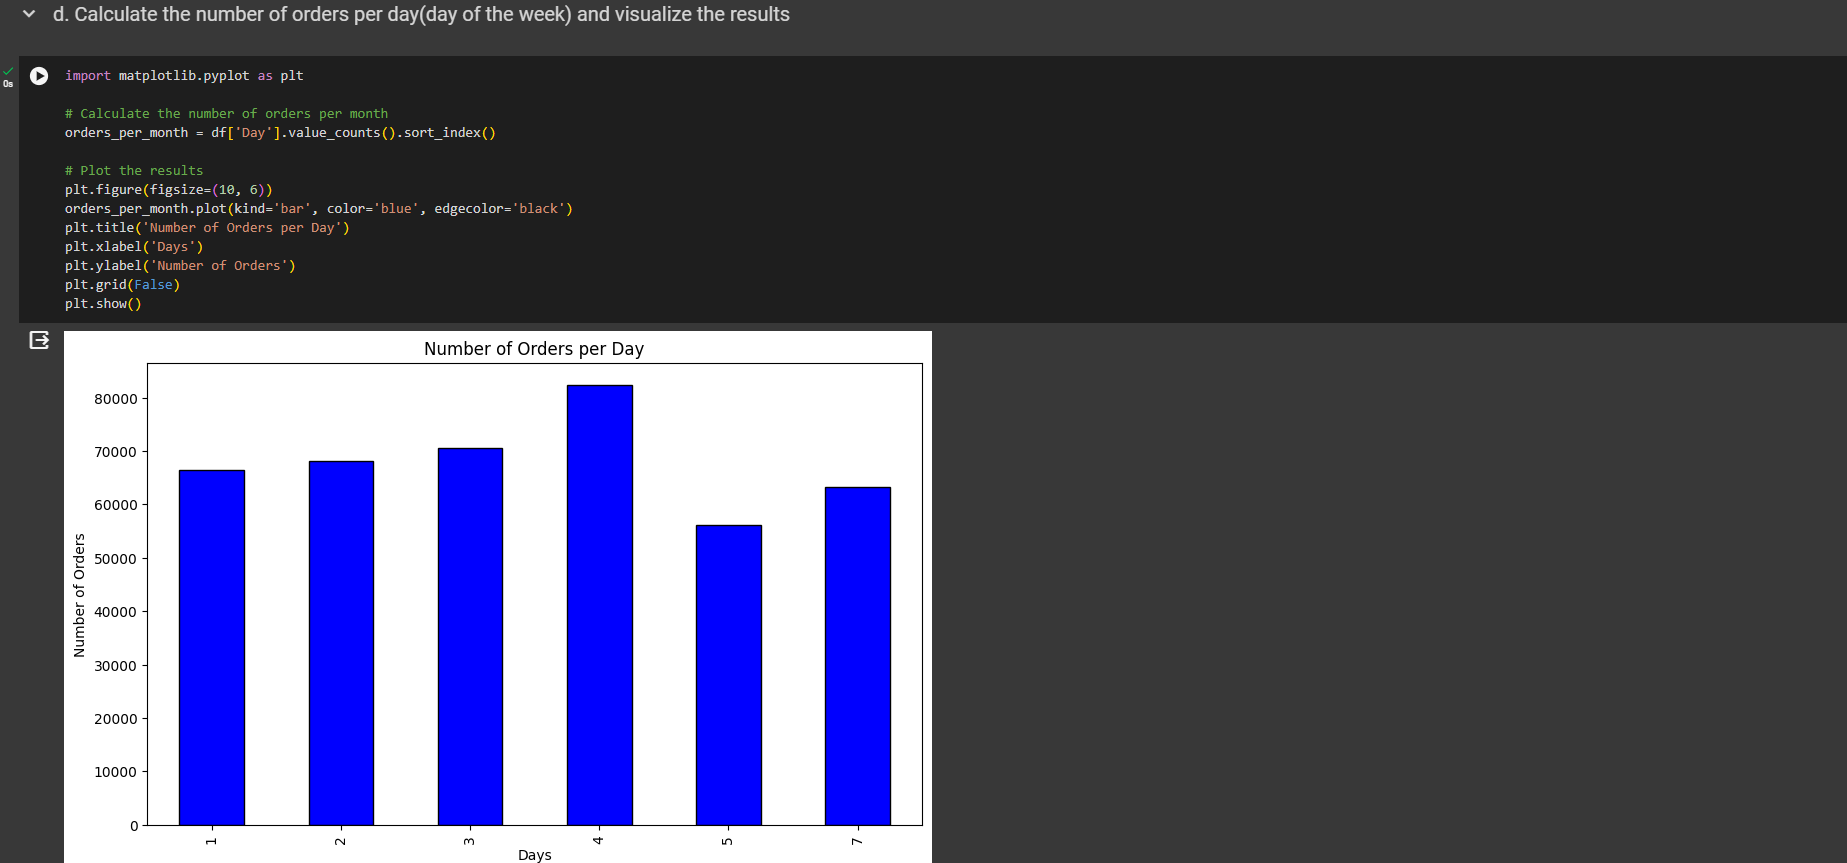 d. Calculate the number of orders per day(day of the week) and visualize the results
0s
import matplotlib.pyplot as plt
# Calculate the number of orders per month
orders_per_month = df['Day'].value_counts().sort_index()
# Plot the results
plt.figure(figsize=(10, 6))
orders_per_month.plot(kind='bar', color='blue', edgecolor='black')
plt.title('Number of Orders per Day')
plt.xlabel('Days')
plt.ylabel('Number of Orders')
plt.grid(False)
plt.show()
Number of Orders per Day
80000
70000
60000
50000
40000
30000
20000
10000
0
Number of Orders
1 2 3 4 5 7
Days